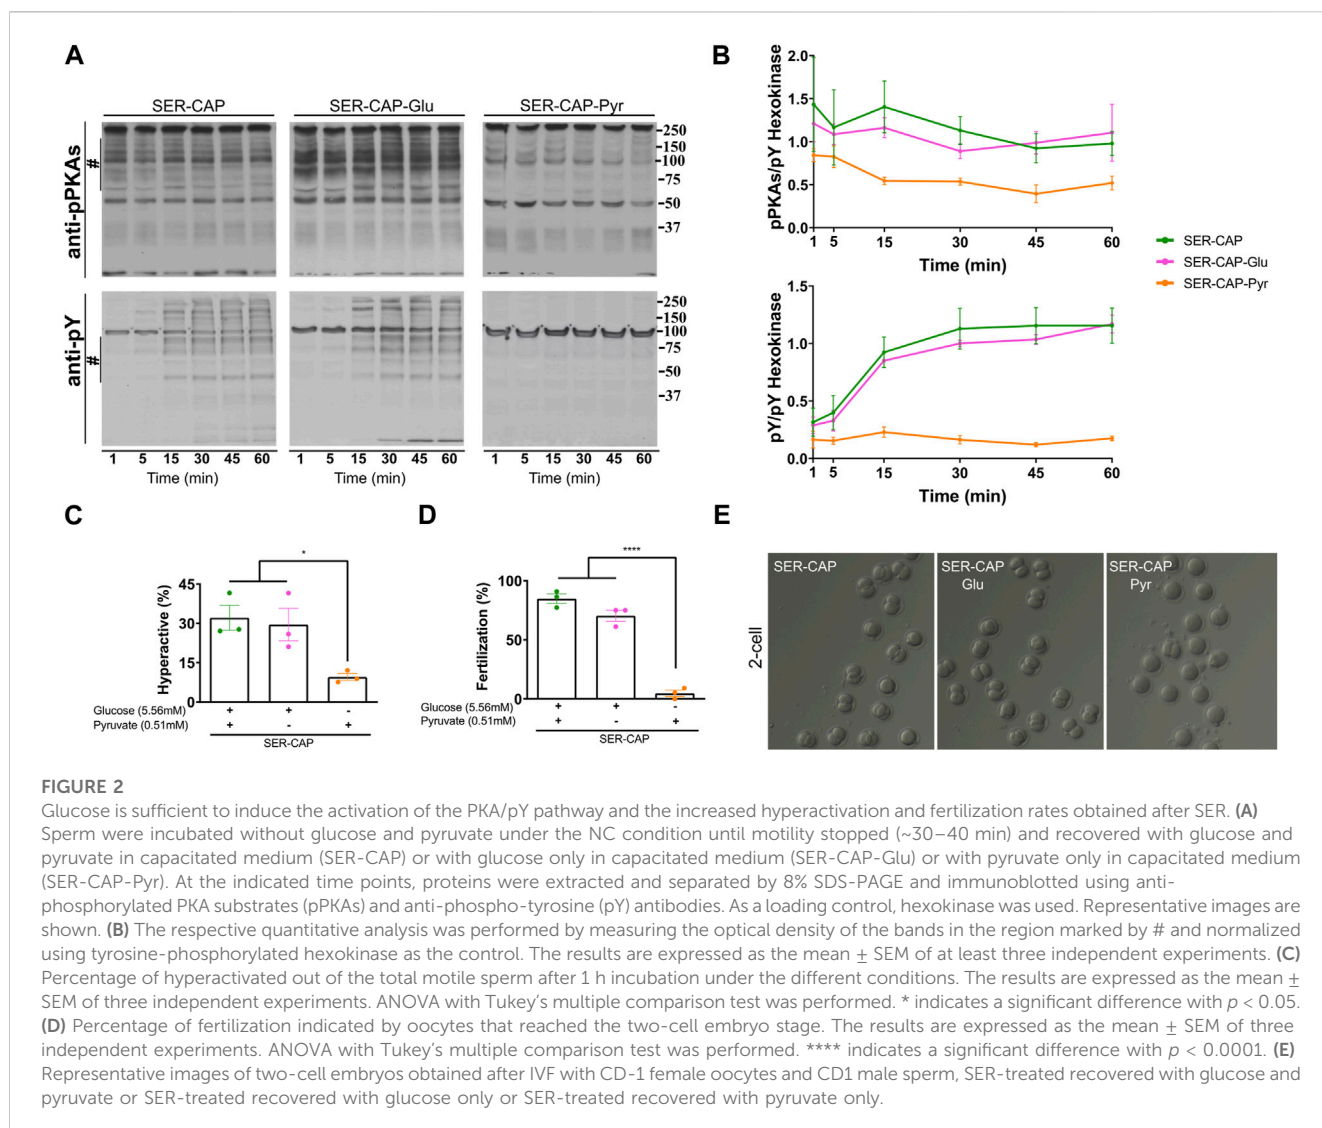 A
SER-CAP
SER-CAP-Glu
SER-CAP-Pyr
anti-pPKAs
#
-250
-150
-100
-75
-50
-37
anti-pY
#
-250
-150
-100
-75
-50
-37
1 5 15 30 45 60
1 5 15 30 45 60
1 5 15 30 45 60
Time (min)
Time (min)
Time (min)
B
pPKAs/pY Hexokinase
2.0
1.5
1.0
0.5
0.0
1 5 15 30 45 60
Time (min)
SER-CAP
SER-CAP-Glu
SER-CAP-Pyr
pY/pY Hexokinase
1.5
1.0
0.5
0.0
1 5 15 30 45 60
Time (min)
C
Hyperactive (%)
45
30
15
0
*
Glucose (5.56mM) + + -
Pyruvate (0.51mM) + - +
SER-CAP
D
Fertilization (%)
100
50
0
****
Glucose (5.56mM) + + -
Pyruvate (0.51mM) + - +
SER-CAP
E
2-cell
SER-CAP
SER-CAP
Glu
SER-CAP
Pyr
FIGURE 2
Glucose is sufficient to induce the activation of the PKA/pY pathway and the increased hyperactivation and fertilization rates obtained after SER. (A)
Sperm were incubated without glucose and pyruvate under the NC condition until motility stopped (~30–40 min) and recovered with glucose and
pyruvate in capacitated medium (SER-CAP) or with glucose only in capacitated medium (SER-CAP-Glu) or with pyruvate only in capacitated medium
(SER-CAP-Pyr). At the indicated time points, proteins were extracted and separated by 8% SDS-PAGE and immunoblotted using anti-
phosphorylated PKA substrates (pPKAs) and anti-phospho-tyrosine (pY) antibodies. As a loading control, hexokinase was used. Representative images are
shown. (B) The respective quantitative analysis was performed by measuring the optical density of the bands in the region marked by # and normalized
using tyrosine-phosphorylated hexokinase as the control. The results are expressed as the mean ± SEM of at least three independent experiments. (C)
Percentage of hyperactivated out of the total motile sperm after 1 h incubation under the different conditions. The results are expressed as the mean ±
SEM of three independent experiments. ANOVA with Tukey's multiple comparison test was performed. * indicates a significant difference with p < 0.05.
(D) Percentage of fertilization indicated by oocytes that reached the two-cell embryo stage. The results are expressed as the mean ± SEM of three
independent experiments. ANOVA with Tukey's multiple comparison test was performed. **** indicates a significant difference with p < 0.0001. (E)
Representative images of two-cell embryos obtained after IVF with CD-1 female oocytes and CD1 male sperm, SER-treated recovered with glucose and
pyruvate or SER-treated recovered with glucose only or SER-treated recovered with pyruvate only.